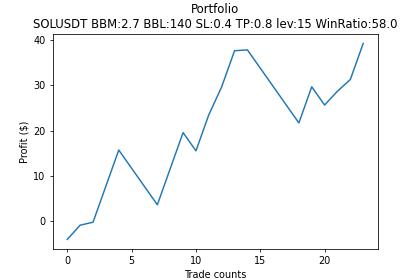 Portfolio
SOLUSDT BBM:2.7 BBL:140 SL:0.4 TP:0.8 lev:15 WinRatio:58.0
40
30
20
10
0
Profit ($)
0 5 10 15 20
Trade counts